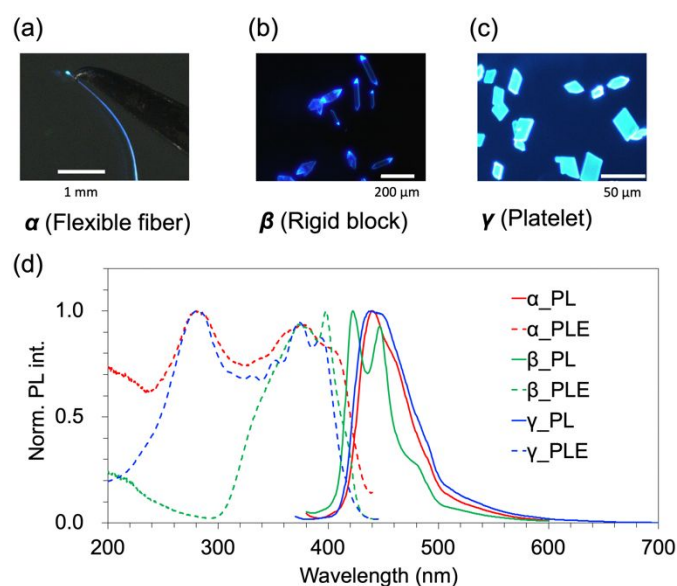 (a)
(b)
(c)
1 mm
200 μm
50 μm
α (Flexible fiber)
β (Rigid block)
γ (Platelet)
(d)
Norm. PL int.
1.0
0.5
0.0
200
300
400
500
600
700
Wavelength (nm)
α_PL
α_PLE
β_PL
β_PLE
γ_PL
γ_PLE